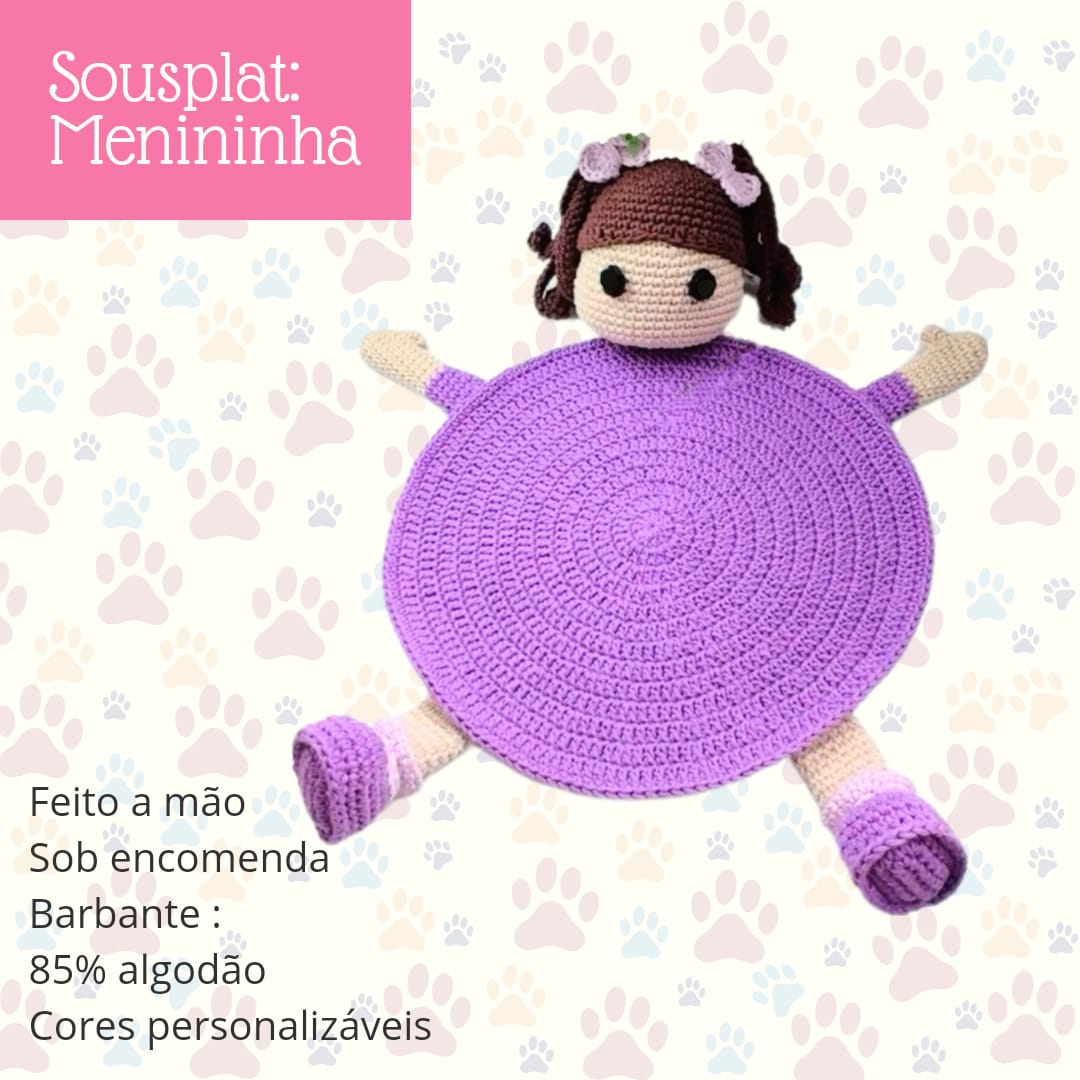 Sousplat:
Menininha
Feito a mão
Sob encomenda
Barbante :
85% algodão
Cores personalizáveis